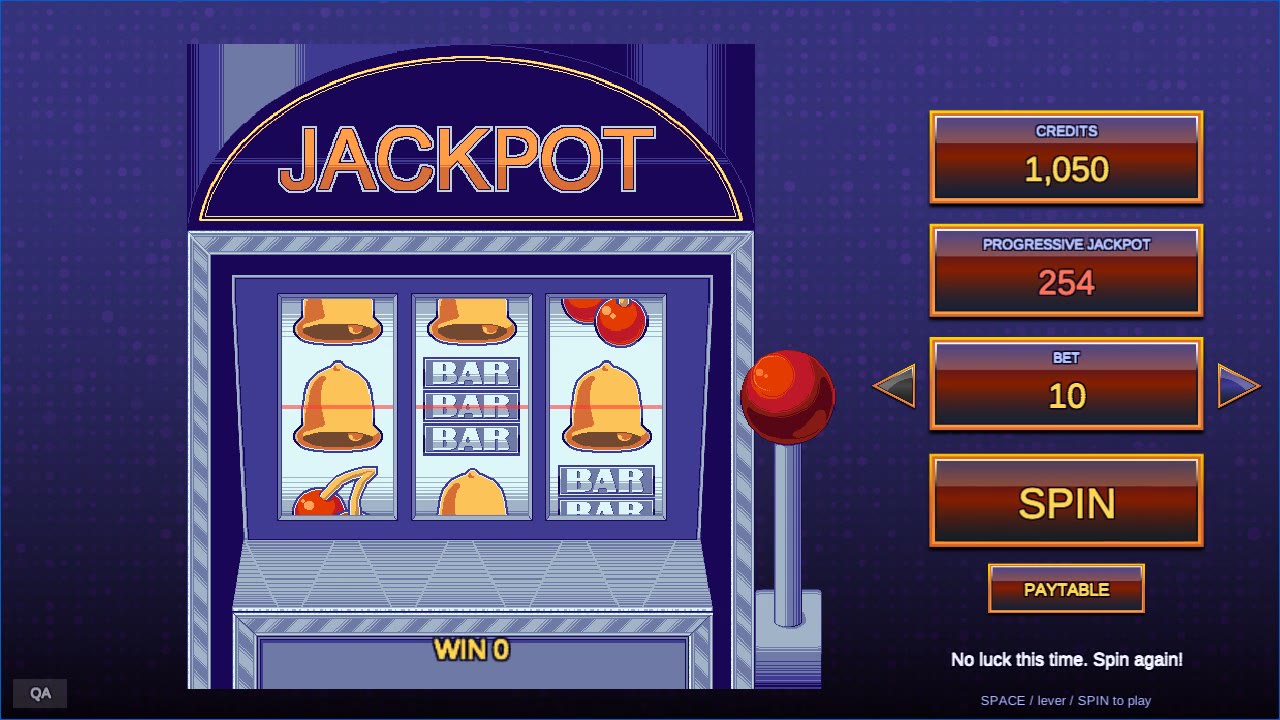 JACKPOT
BAR
BAR
BAR
BAR
BAR
WIN 0
CREDITS
1,050
PROGRESSIVE JACKPOT
254
BET
10
SPIN
PAYTABLE
No luck this time. Spin again!
SPACE / lever / SPIN to play
QA